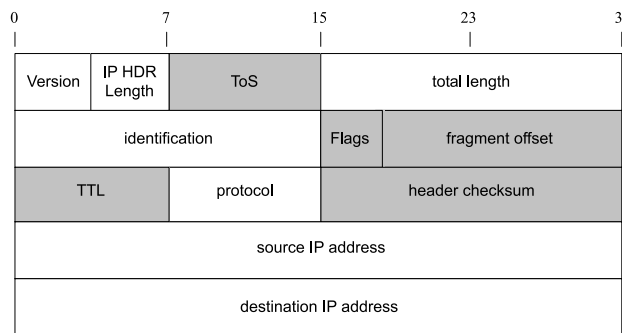 0 7 15 23 3
Version IP HDR Length ToS total length
identification Flags fragment offset
TTL protocol header checksum
source IP address
destination IP address